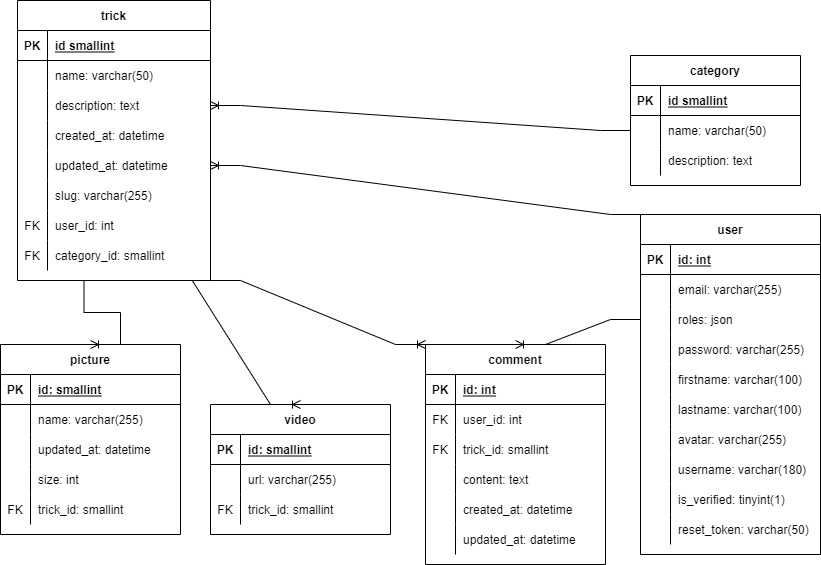 trick
PK id smallint
name: varchar(50)
description: text
created_at: datetime
updated_at: datetime
slug: varchar(255)
FK user_id: int
FK category_id: smallint
category
PK id smallint
name: varchar(50)
description: text
user
PK id: int
email: varchar(255)
roles: json
password: varchar(255)
firstname: varchar(100)
lastname: varchar(100)
avatar: varchar(255)
username: varchar(180)
is_verified: tinyint(1)
reset_token: varchar(50)
picture
PK id: smallint
name: varchar(255)
updated_at: datetime
size: int
FK trick_id: smallint
video
PK id: smallint
url: varchar(255)
FK trick_id: smallint
comment
PK id: int
FK user_id: int
FK trick_id: smallint
content: text
created_at: datetime
updated_at: datetime